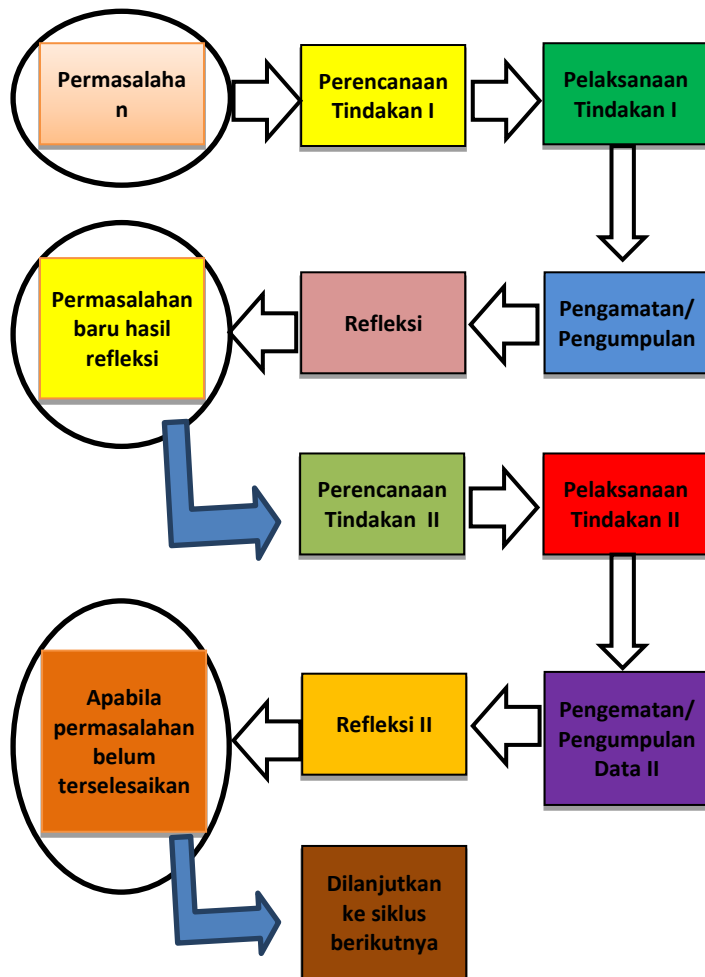 Permasalaha
n
Perencanaan
Tindakan I
Pelaksanaan
Tindakan I
Pengamatan/
Pengumpulan
Refleksi
Permasalahan
baru hasil
refleksi
Perencanaan
Tindakan II
Pelaksanaan
Tindakan II
Pengematan/
Pengumpulan
Data II
Refleksi II
Apabila
permasalahan
belum
terselesaikan
Dilanjutkan
ke siklus
berikutnya